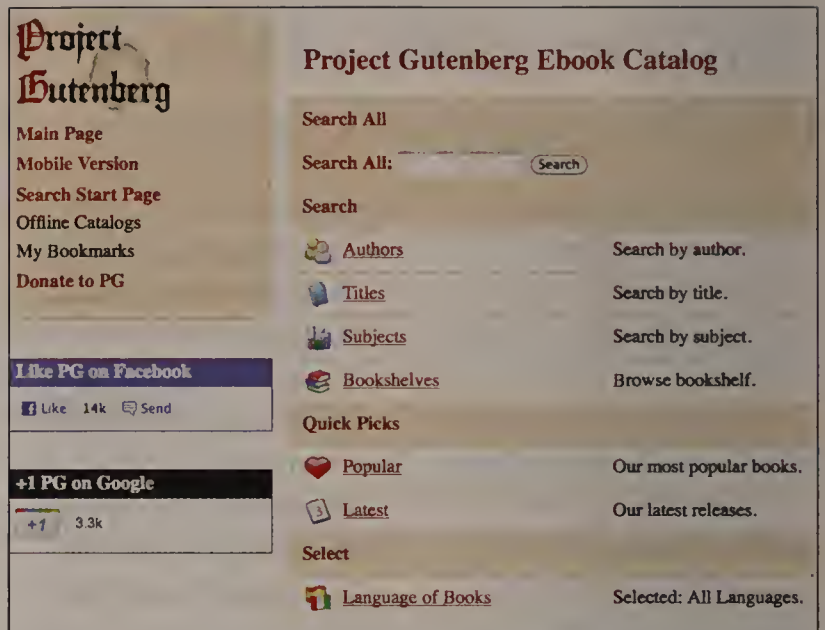 Project
Gutenberg
Main Page
Mobile Version
Search Start Page
Offline Catalogs
My Bookmarks
Donate to PG
Like PG on Facebook
Like 14k Send
+1 PG on Google
+1 3.3k
Project Gutenberg Ebook Catalog
Search All
Search All: Search
Search
Authors Search by author.
Titles Search by title.
Subjects Search by subject.
Bookshelves Browse bookshelf.
Quick Picks
Popular Our most popular books.
3 Latest Our latest releases.
Select
Language of Books Selected: All Languages.